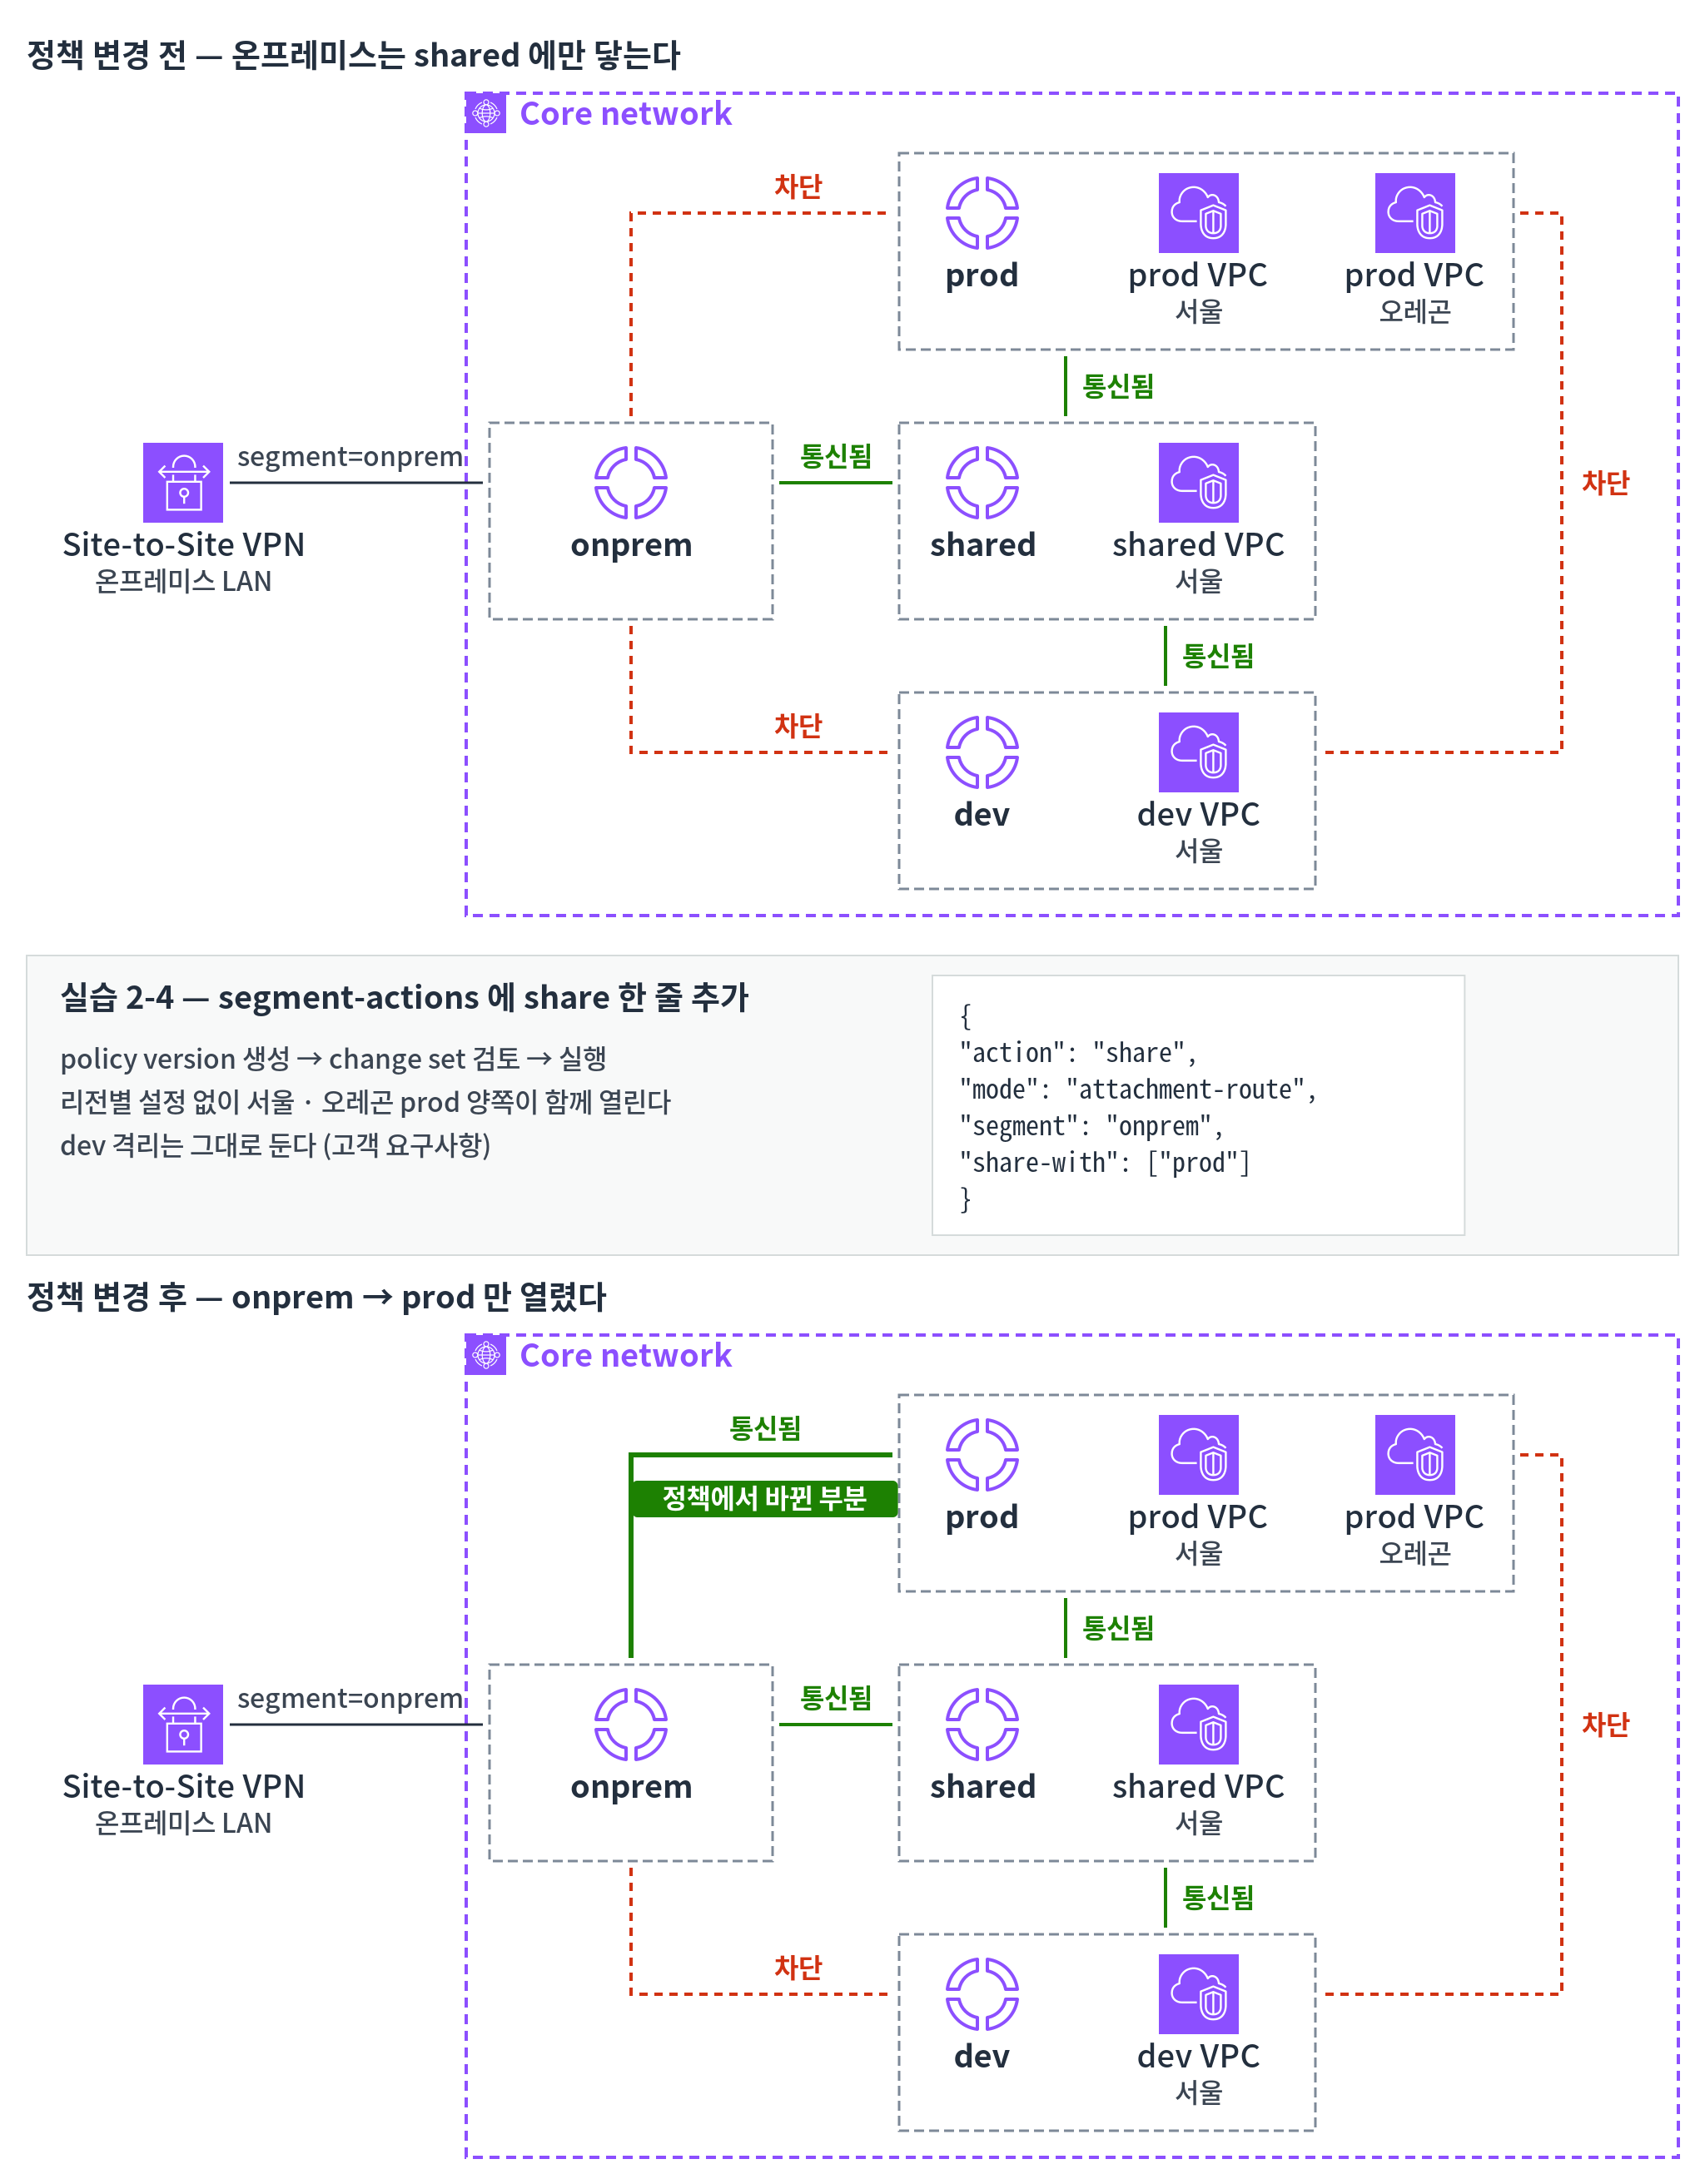 정책 변경 전 — 온프레미스는 shared 에만 닿는다
Core network
차단
prod
prod VPC
서울
prod VPC
오레곤
통신됨
segment=onprem
Site-to-Site VPN
온프레미스 LAN
onprem
통신됨
shared
shared VPC
서울
차단
통신됨
차단
dev
dev VPC
서울
실습 2-4 — segment-actions 에 share 한 줄 추가
policy version 생성 → change set 검토 → 실행
리전별 설정 없이 서울 · 오레곤 prod 양쪽이 함께 열린다
dev 격리는 그대로 둔다 (고객 요구사항)
{
"action": "share",
"mode": "attachment-route",
"segment": "onprem",
"share-with": ["prod"]
}
정책 변경 후 — onprem → prod 만 열렸다
Core network
통신됨
정책에서 바뀐 부분
prod
prod VPC
서울
prod VPC
오레곤
통신됨
segment=onprem
Site-to-Site VPN
온프레미스 LAN
onprem
통신됨
shared
shared VPC
서울
차단
통신됨
차단
dev
dev VPC
서울